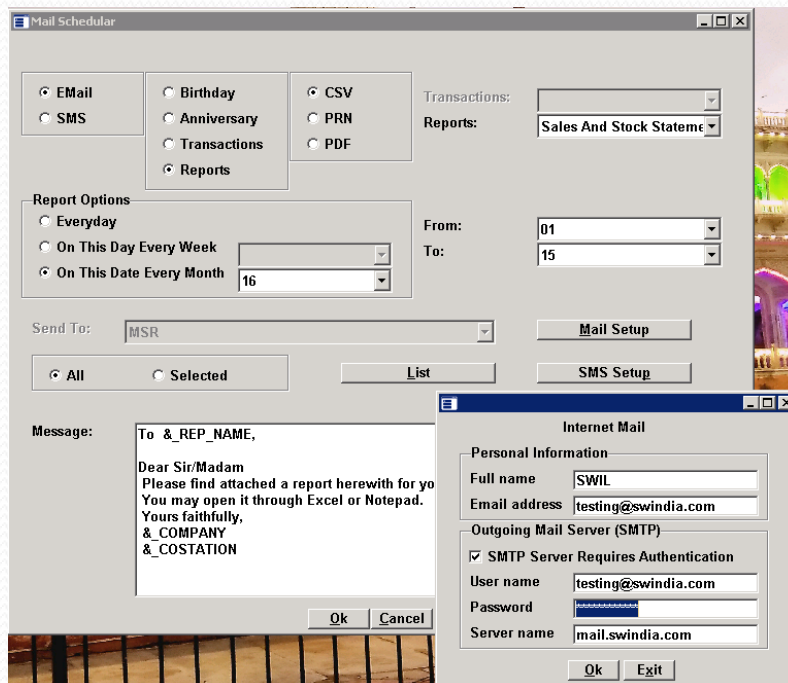 Mail Schedular
EMail
SMS
Birthday
Anniversary
Transactions
Reports
CSV
PRN
PDF
Transactions:
Reports:
Sales And Stock Stateme
Report Options
Everyday
On This Day Every Week
On This Date Every Month
16
From:
01
To:
15
Send To:
MSR
Mail Setup
All
Selected
List
SMS Setup
Message:
To &_REP_NAME,
Dear Sir/Madam
Please find attached a report herewith for yo
You may open it through Excel or Notepad.
Yours faithfully,
&_COMPANY
&_COSTATION
Ok
Cancel
Internet Mail
Personal Information
Full name
SWIL
Email address
testing@swindia.com
Outgoing Mail Server (SMTP)
SMTP Server Requires Authentication
User name
testing@swindia.com
Password
Server name
mail.swindia.com
Ok
Exit